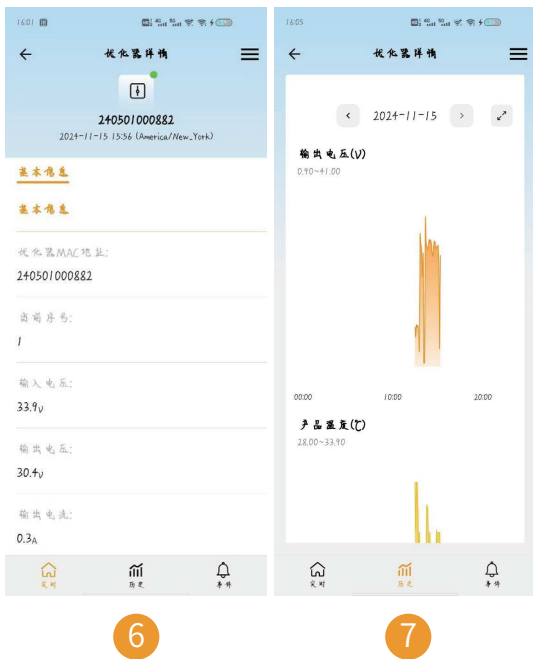 16:01
优化器详情
240501000882
2024-11-15 15:56 (America/New_York)
基本信息
基本信息
优化器MAC地址:
240501000882
当前序号:
1
输入电压:
33.9v
输出电压:
30.4v
输出电流:
0.3A
实时
历史
事件
6
16:05
优化器详情
2024-11-15
输出电压(V)
0.90~41.00
00:00
10:00
20:00
产品温度(℃)
28.00~33.90
实时
历史
事件
7